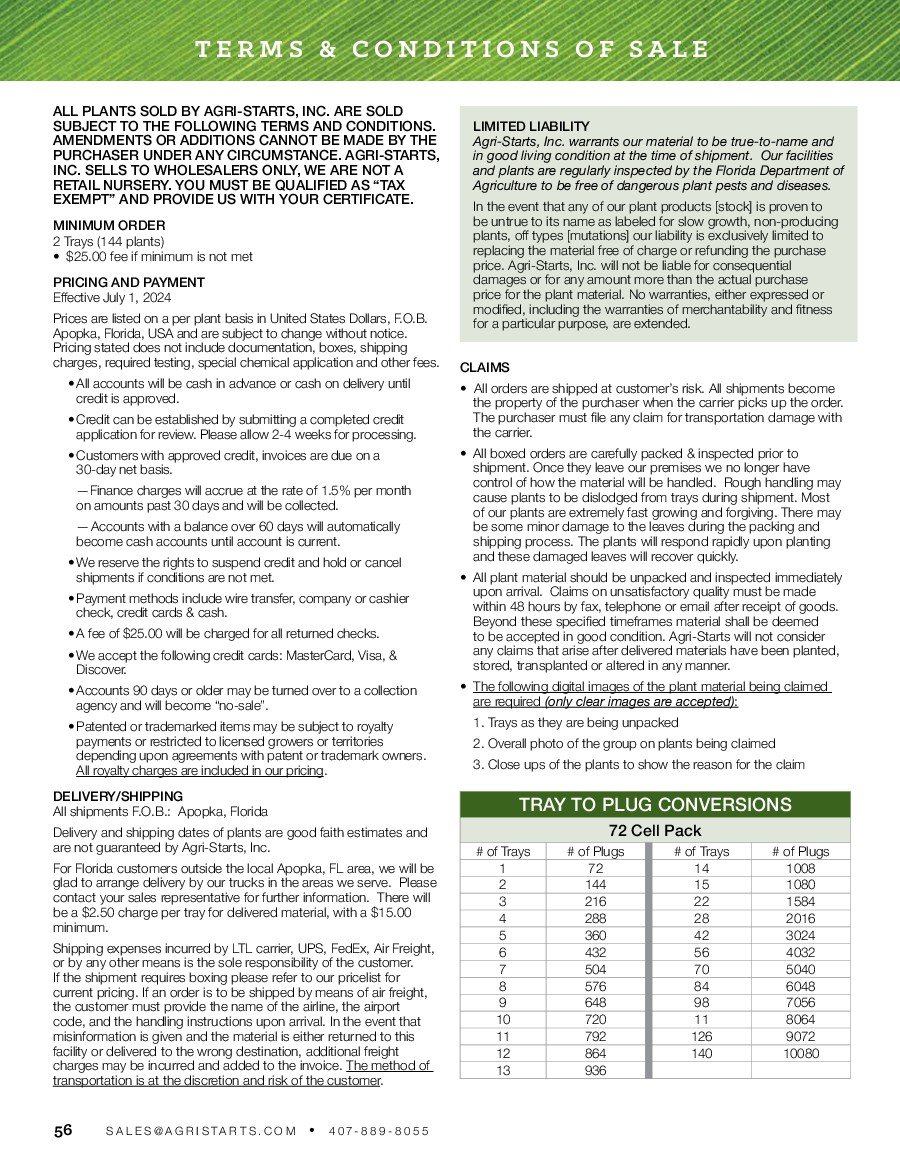 TERMS & CONDITIONS OF SALE
ALL PLANTS SOLD BY AGRI-STARTS, INC. ARE SOLD
SUBJECT TO THE FOLLOWING TERMS AND CONDITIONS.
AMENDMENTS OR ADDITIONS CANNOT BE MADE BY THE
PURCHASER UNDER ANY CIRCUMSTANCE. AGRI-STARTS,
INC. SELLS TO WHOLESALERS ONLY, WE ARE NOT A
RETAIL NURSERY. YOU MUST BE QUALIFIED AS “TAX
EXEMPT” AND PROVIDE US WITH YOUR CERTIFICATE.
MINIMUM ORDER
2 Trays (144 plants)
• $25.00 fee if minimum is not met
PRICING AND PAYMENT
Effective July 1, 2024
Prices are listed on a per plant basis in United States Dollars, F.O.B.
Apopka, Florida, USA and are subject to change without notice.
Pricing stated does not include documentation, boxes, shipping
charges, required testing, special chemical application and other fees.
•All accounts will be cash in advance or cash on delivery until
credit is approved.
•Credit can be established by submitting a completed credit
application for review. Please allow 2-4 weeks for processing.
•Customers with approved credit, invoices are due on a
30-day net basis.
—Finance charges will accrue at the rate of 1.5% per month
on amounts past 30 days and will be collected.
— Accounts with a balance over 60 days will automatically
become cash accounts until account is current.
•We reserve the rights to suspend credit and hold or cancel
shipments if conditions are not met.
•Payment methods include wire transfer, company or cashier
check, credit cards & cash.
•A fee of $25.00 will be charged for all returned checks.
•We accept the following credit cards: MasterCard, Visa, &
Discover.
•Accounts 90 days or older may be turned over to a collection
agency and will become “no-sale”.
•Patented or trademarked items may be subject to royalty
payments or restricted to licensed growers or territories
depending upon agreements with patent or trademark owners.
All royalty charges are included in our pricing.
DELIVERY/SHIPPING
All shipments F.O.B.: Apopka, Florida
Delivery and shipping dates of plants are good faith estimates and
are not guaranteed by Agri-Starts, Inc.
For Florida customers outside the local Apopka, FL area, we will be
glad to arrange delivery by our trucks in the areas we serve. Please
contact your sales representative for further information. There will
be a $2.50 charge per tray for delivered material, with a $15.00
minimum.
Shipping expenses incurred by LTL carrier, UPS, FedEx, Air Freight,
or by any other means is the sole responsibility of the customer.
If the shipment requires boxing please refer to our pricelist for
current pricing. If an order is to be shipped by means of air freight,
the customer must provide the name of the airline, the airport
code, and the handling instructions upon arrival. In the event that
misinformation is given and the material is either returned to this
facility or delivered to the wrong destination, additional freight
charges may be incurred and added to the invoice. The method of
transportation is at the discretion and risk of the customer.
LIMITED LIABILITY
Agri-Starts, Inc. warrants our material to be true-to-name and
in good living condition at the time of shipment. Our facilities
and plants are regularly inspected by the Florida Department of
Agriculture to be free of dangerous plant pests and diseases.
In the event that any of our plant products [stock] is proven to
be untrue to its name as labeled for slow growth, non-producing
plants, off types [mutations] our liability is exclusively limited to
replacing the material free of charge or refunding the purchase
price. Agri-Starts, Inc. will not be liable for consequential
damages or for any amount more than the actual purchase
price for the plant material. No warranties, either expressed or
modified, including the warranties of merchantability and fitness
for a particular purpose, are extended.
CLAIMS
• All orders are shipped at customer’s risk. All shipments become
the property of the purchaser when the carrier picks up the order.
The purchaser must file any claim for transportation damage with
the carrier.
• All boxed orders are carefully packed & inspected prior to
shipment. Once they leave our premises we no longer have
control of how the material will be handled. Rough handling may
cause plants to be dislodged from trays during shipment. Most
of our plants are extremely fast growing and forgiving. There may
be some minor damage to the leaves during the packing and
shipping process. The plants will respond rapidly upon planting
and these damaged leaves will recover quickly.
• All plant material should be unpacked and inspected immediately
upon arrival. Claims on unsatisfactory quality must be made
within 48 hours by fax, telephone or email after receipt of goods.
Beyond these specified timeframes material shall be deemed
to be accepted in good condition. Agri-Starts will not consider
any claims that arise after delivered materials have been planted,
stored, transplanted or altered in any manner.
• The following digital images of the plant material being claimed
are required (only clear images are accepted):
1. Trays as they are being unpacked
2. Overall photo of the group on plants being claimed
3. Close ups of the plants to show the reason for the claim
TRAY TO PLUG CONVERSIONS
72 Cell Pack
# of Trays # of Plugs # of Trays # of Plugs
1 72 14 1008
2 144 15 1080
3 216 22 1584
4 288 28 2016
5 360 42 3024
6 432 56 4032
7 504 70 5040
8 576 84 6048
9 648 98 7056
10 720 11 8064
11 792 126 9072
12 864 140 10080
13 936
56 SALES@AGRISTARTS.COM • 407-889-8055